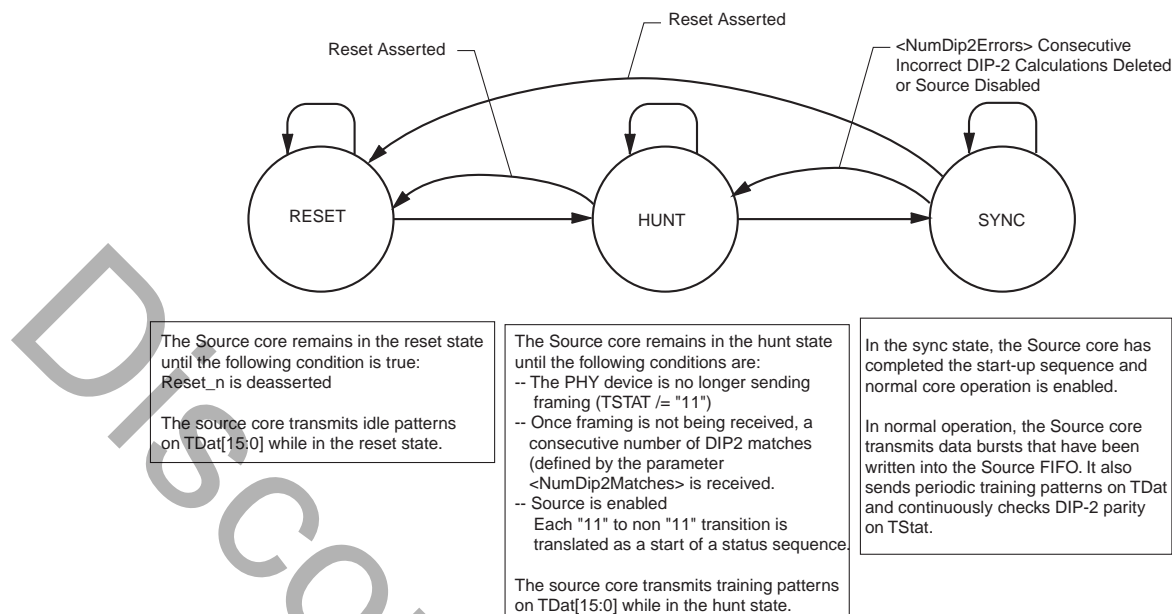 Reset Asserted
Reset Asserted
<NumDip2Errors> Consecutive
Incorrect DIP-2 Calculations Deleted
or Source Disabled
RESET
HUNT
SYNC
The Source core remains in the reset state
until the following condition is true:
Reset_n is deasserted
The source core transmits idle patterns
on TDat[15:0] while in the reset state.
The Source core remains in the hunt state
until the following conditions are:
-- The PHY device is no longer sending
framing (TSTAT /= "11")
-- Once framing is not being received, a
consecutive number of DIP2 matches
(defined by the parameter
<NumDip2Matches> is received.
-- Source is enabled
Each "11" to non "11" transition is
translated as a start of a status sequence.
The source core transmits training patterns
on TDat[15:0] while in the hunt state.
In the sync state, the Source core has
completed the start-up sequence and
normal core operation is enabled.
In normal operation, the Source core
transmits data bursts that have been
written into the Source FIFO. It also
sends periodic training patterns on TDat
and continuously checks DIP-2 parity
on TStat.